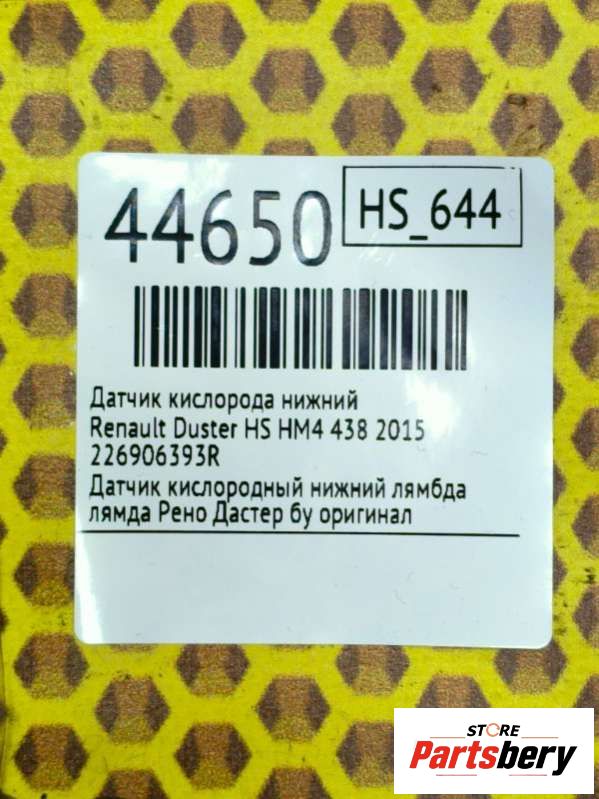 44650
HS_644
Датчик кислорода нижний
Renault Duster HS HM4 438 2015
226906393R
Датчик кислородный нижний лямбда
лямда Рено Дастер бу оригинал
STORE
Partsbery